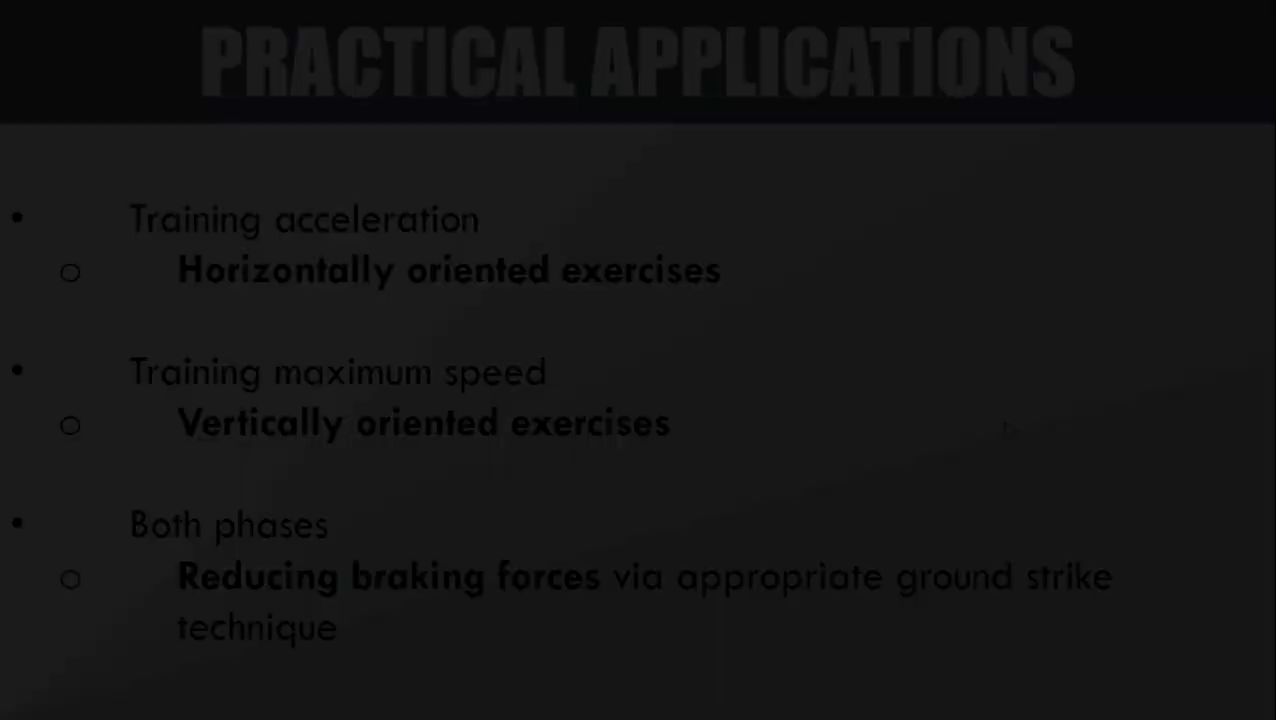 PRACTICAL APPLICATIONS
• Training acceleration
o Horizontally oriented exercises
• Training maximum speed
o Vertically oriented exercises
• Both phases
o Reducing braking forces via appropriate ground strike
technique